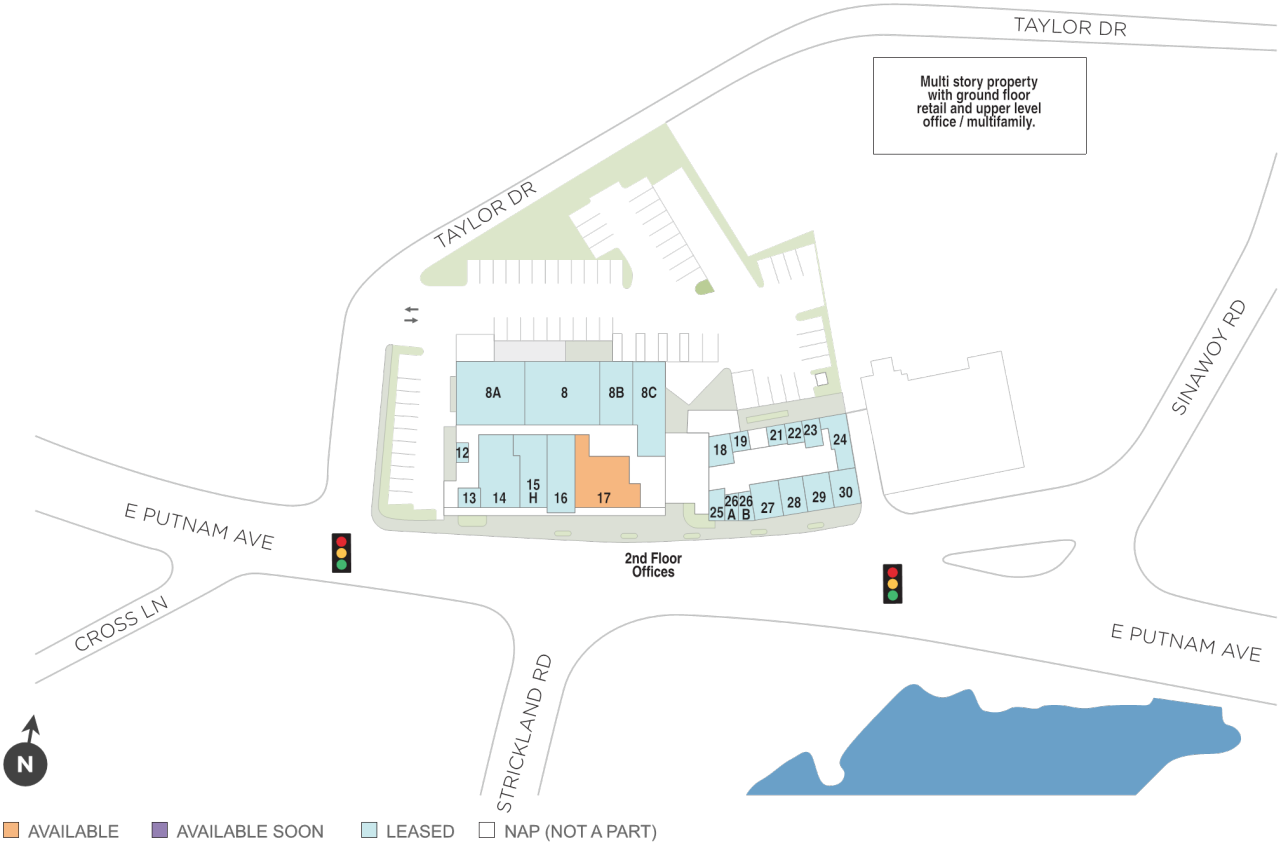 TAYLOR DR
Multi story property
with ground floor
retail and upper level
office / multifamily.
TAYLOR DR
SINAWOY RD
8A
8
8B
8C
12
13
14
15
H
16
17
18
19
21
22
23
24
25
26
A
26
B
27
28
29
30
E PUTNAM AVE
2nd Floor
Offices
CROSS LN
E PUTNAM AVE
STRICKLAND RD
N
AVAILABLE
AVAILABLE SOON
LEASED
NAP (NOT A PART)